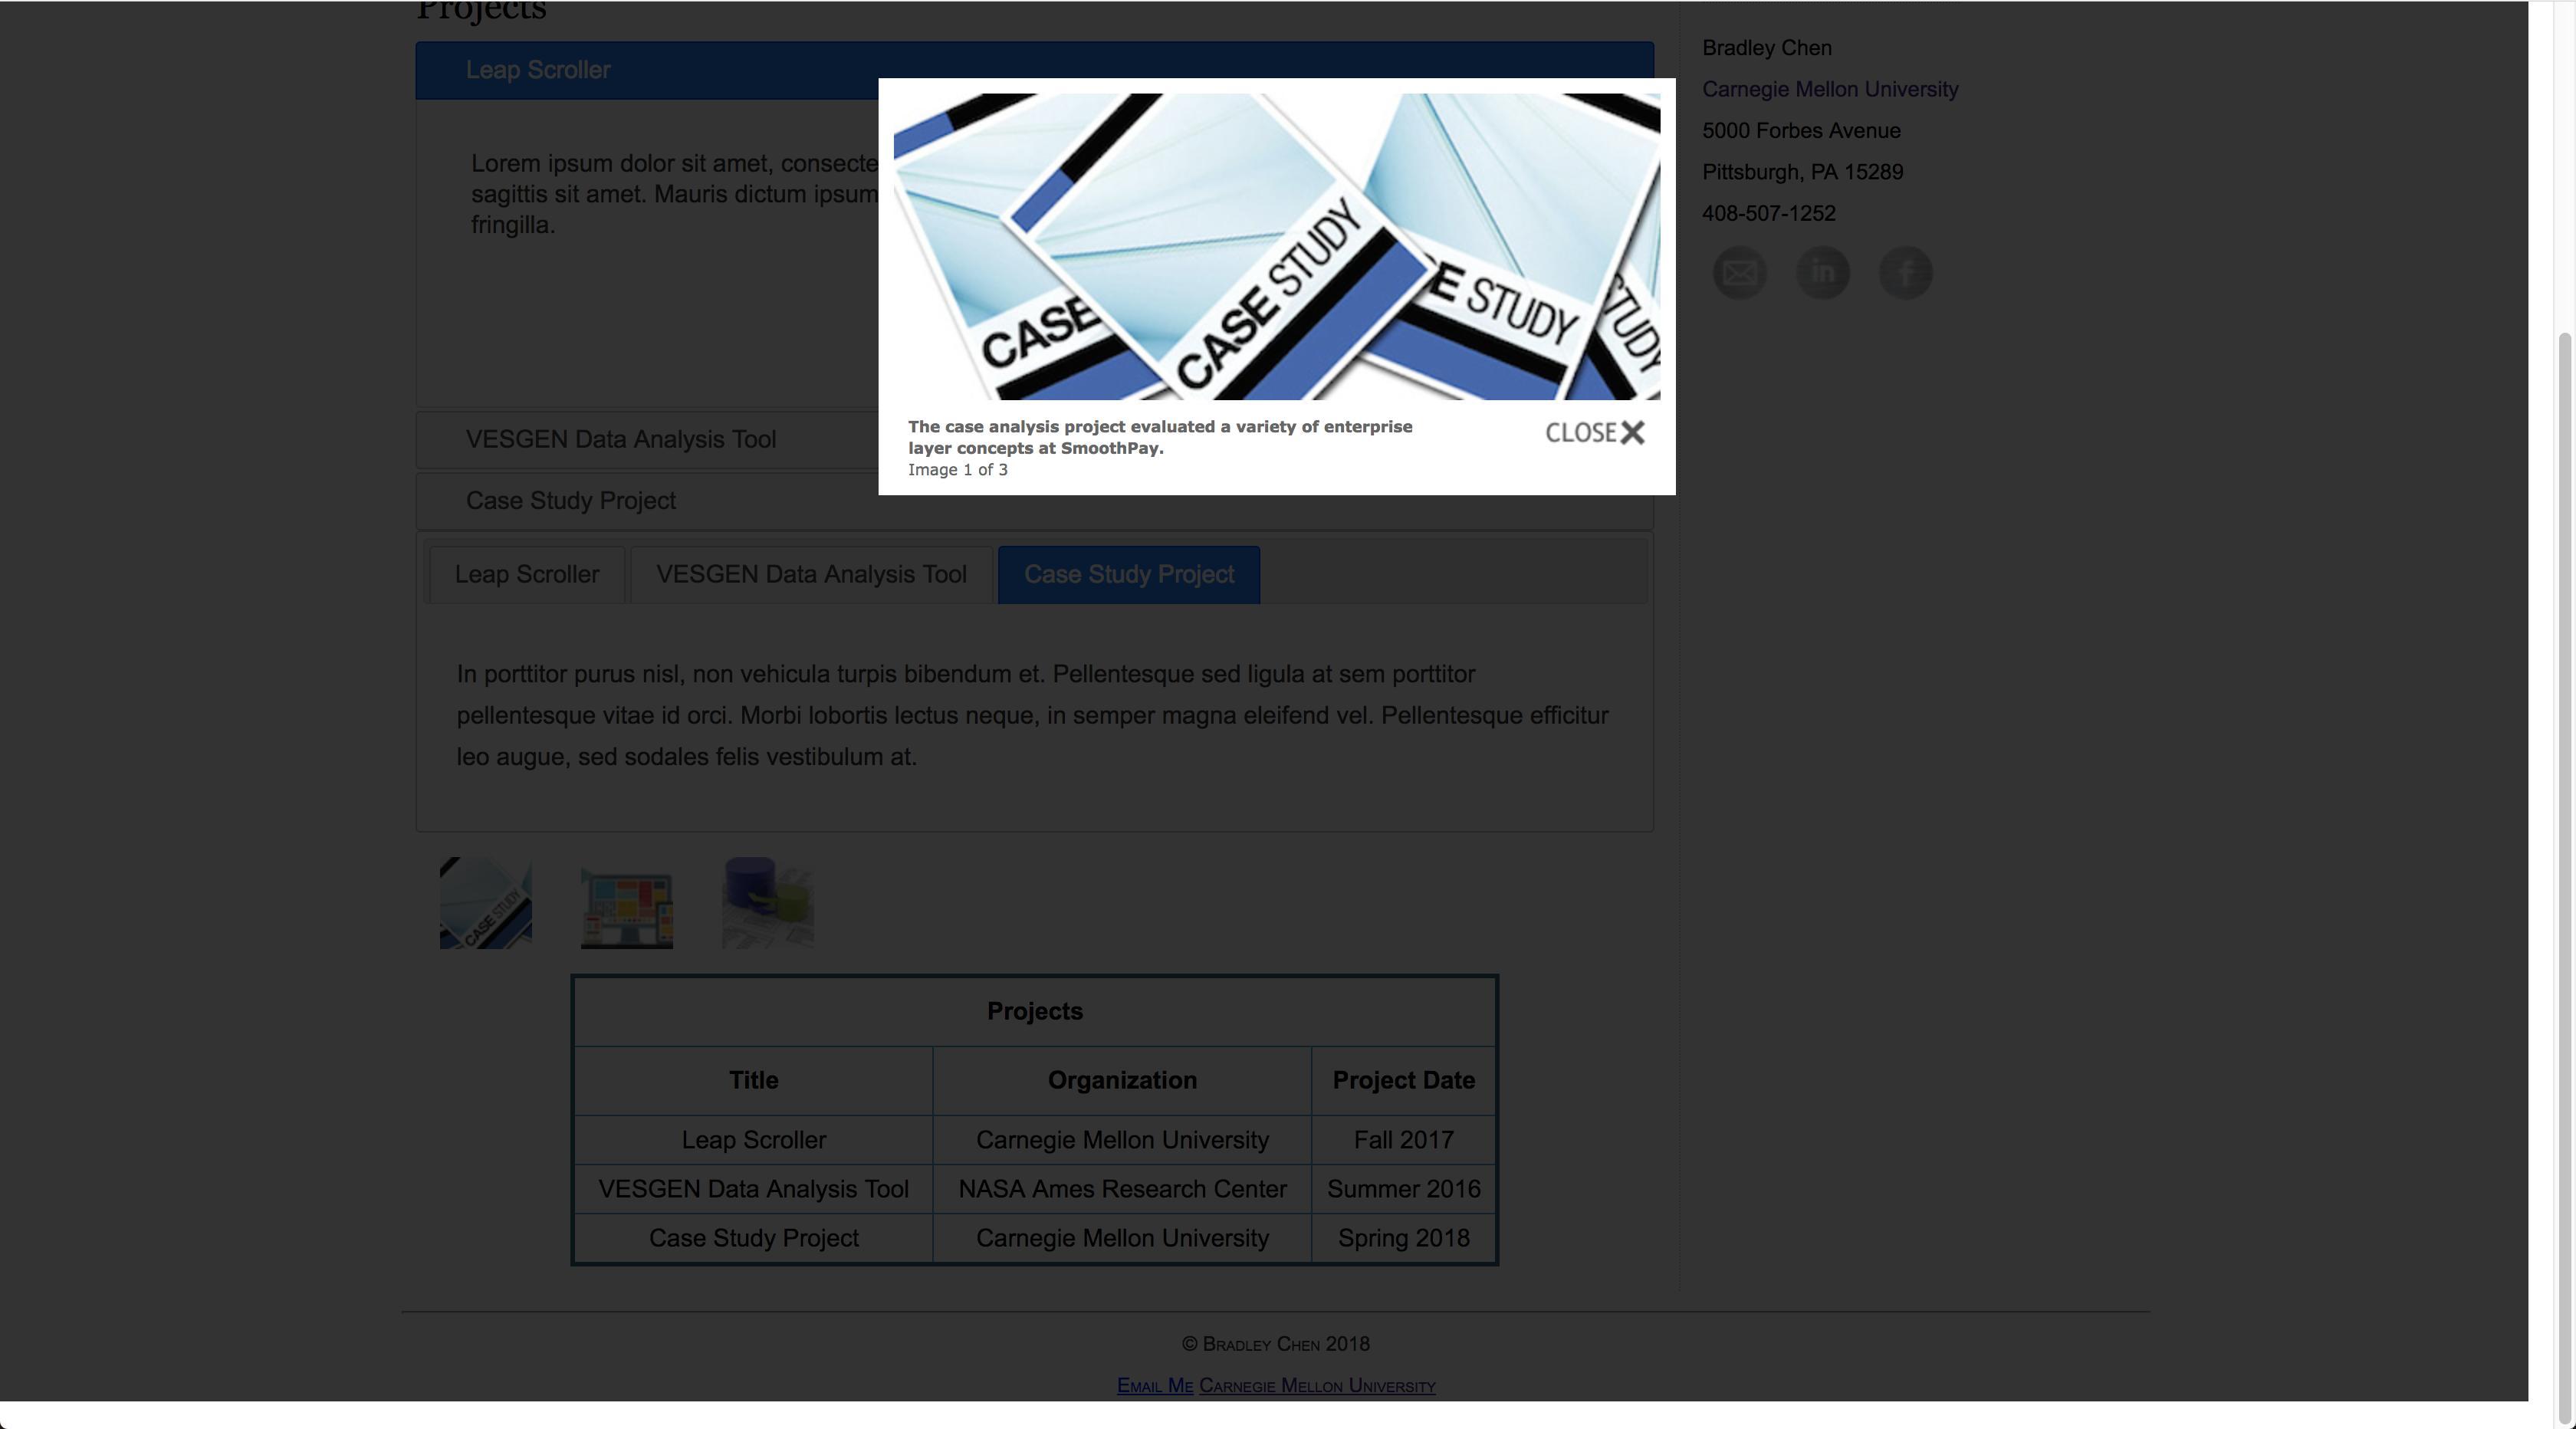 Projects
Leap Scroller
Lorem ipsum dolor sit amet, consecte
sagittis sit amet. Mauris dictum ipsum
fringilla.
VESGEN Data Analysis Tool
Case Study Project
CASE
CASE STUDY
E STUDY
STUDY
The case analysis project evaluated a variety of enterprise
layer concepts at SmoothPay.
Image 1 of 3
CLOSE X
Leap Scroller VESGEN Data Analysis Tool Case Study Project
In porttitor purus nisl, non vehicula turpis bibendum et. Pellentesque sed ligula at sem porttitor
pellentesque vitae id orci. Morbi lobortis lectus neque, in semper magna eleifend vel. Pellentesque efficitur
leo augue, sed sodales felis vestibulum at.
CASE STUDY
Projects
Title Organization Project Date
Leap Scroller Carnegie Mellon University Fall 2017
VESGEN Data Analysis Tool NASA Ames Research Center Summer 2016
Case Study Project Carnegie Mellon University Spring 2018
Bradley Chen
Carnegie Mellon University
5000 Forbes Avenue
Pittsburgh, PA 15289
408-507-1252
in
f
© Bradley Chen 2018
Email Me Carnegie Mellon University